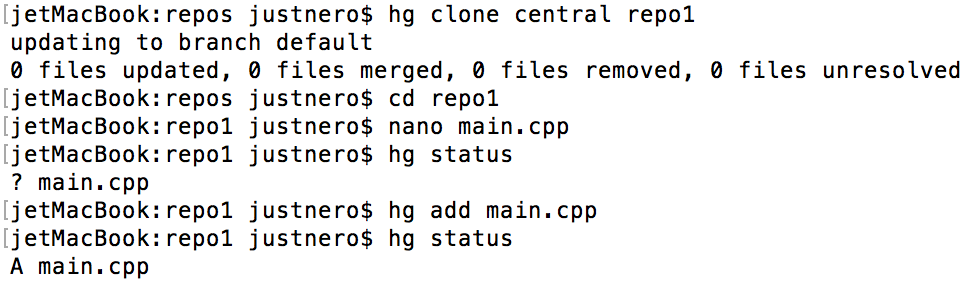 [jetMacBook:repos justnero$ hg clone central repo1
updating to branch default
0 files updated, 0 files merged, 0 files removed, 0 files unresolved
[jetMacBook:repos justnero$ cd repo1
[jetMacBook:repo1 justnero$ nano main.cpp
[jetMacBook:repo1 justnero$ hg status
? main.cpp
[jetMacBook:repo1 justnero$ hg add main.cpp
[jetMacBook:repo1 justnero$ hg status
A main.cpp